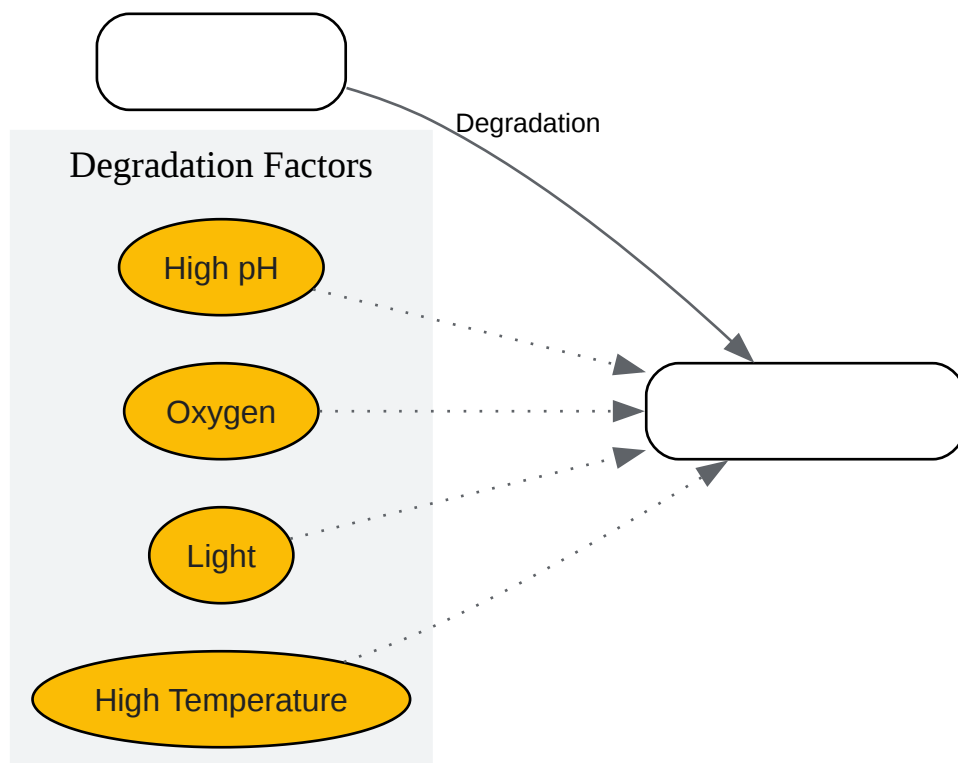 Degradation
Degradation Factors
High pH
Oxygen
Light
High Temperature